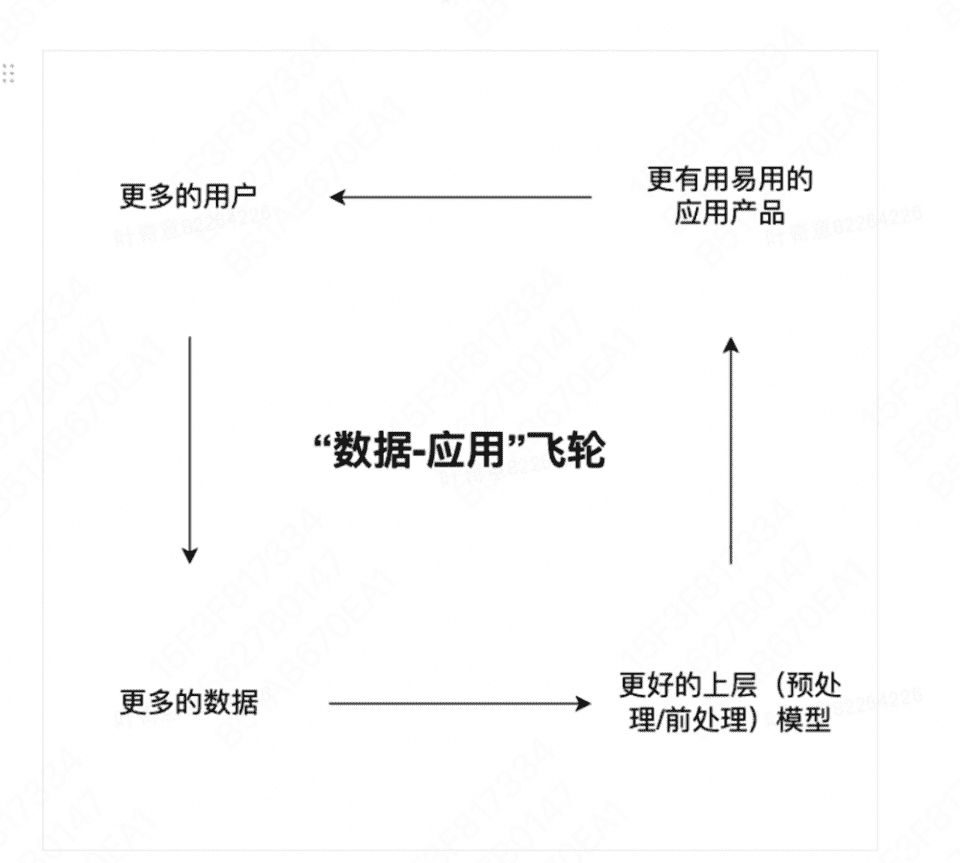 更多的用户
更有用易用的
应用产品
“数据-应用”飞轮
更多的数据
更好的上层（预处
理/前处理）模型
15F3F817334
B51AB670EA1